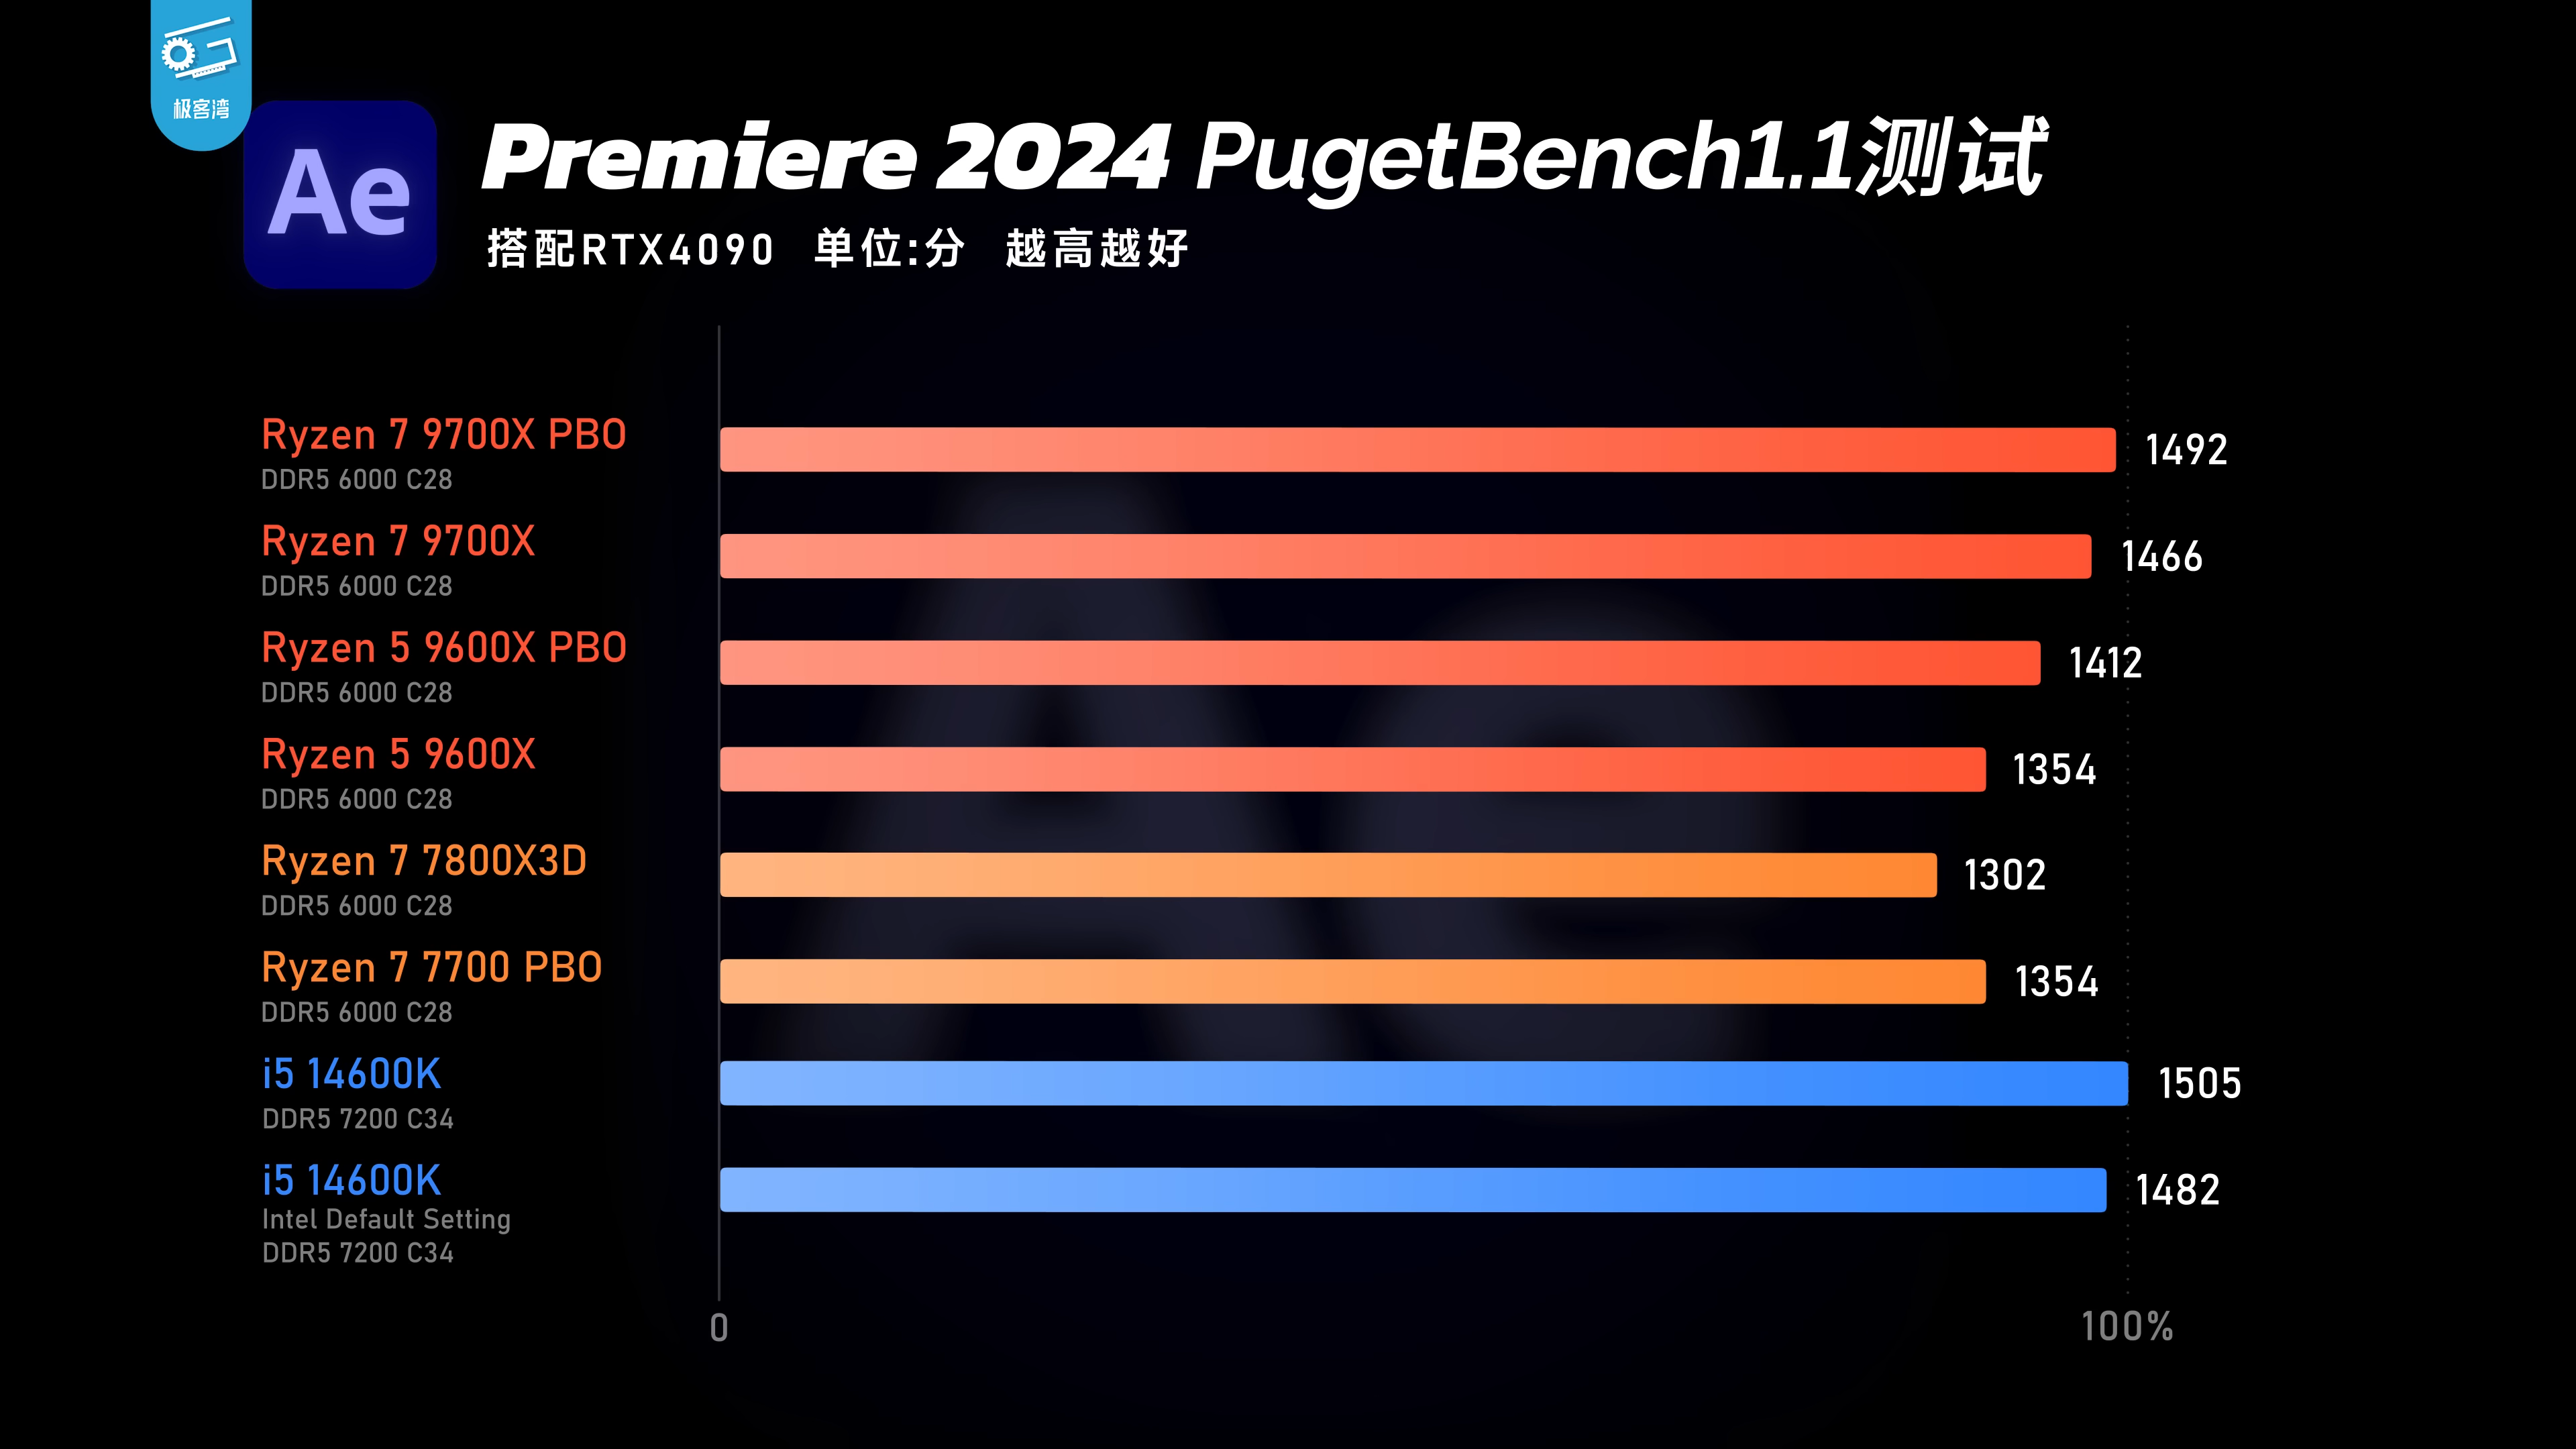 极客湾
Ae
Premiere 2024 PugetBench1.1测试
搭配RTX4090 单位:分 越高越好
Ryzen 7 9700X PBO
DDR5 6000 C28
1492
Ryzen 7 9700X
DDR5 6000 C28
1466
Ryzen 5 9600X PBO
DDR5 6000 C28
1412
Ryzen 5 9600X
DDR5 6000 C28
1354
Ryzen 7 7800X3D
DDR5 6000 C28
1302
Ryzen 7 7700 PBO
DDR5 6000 C28
1354
i5 14600K
DDR5 7200 C34
1505
i5 14600K
Intel Default Setting
DDR5 7200 C34
1482
0
100%
Ae